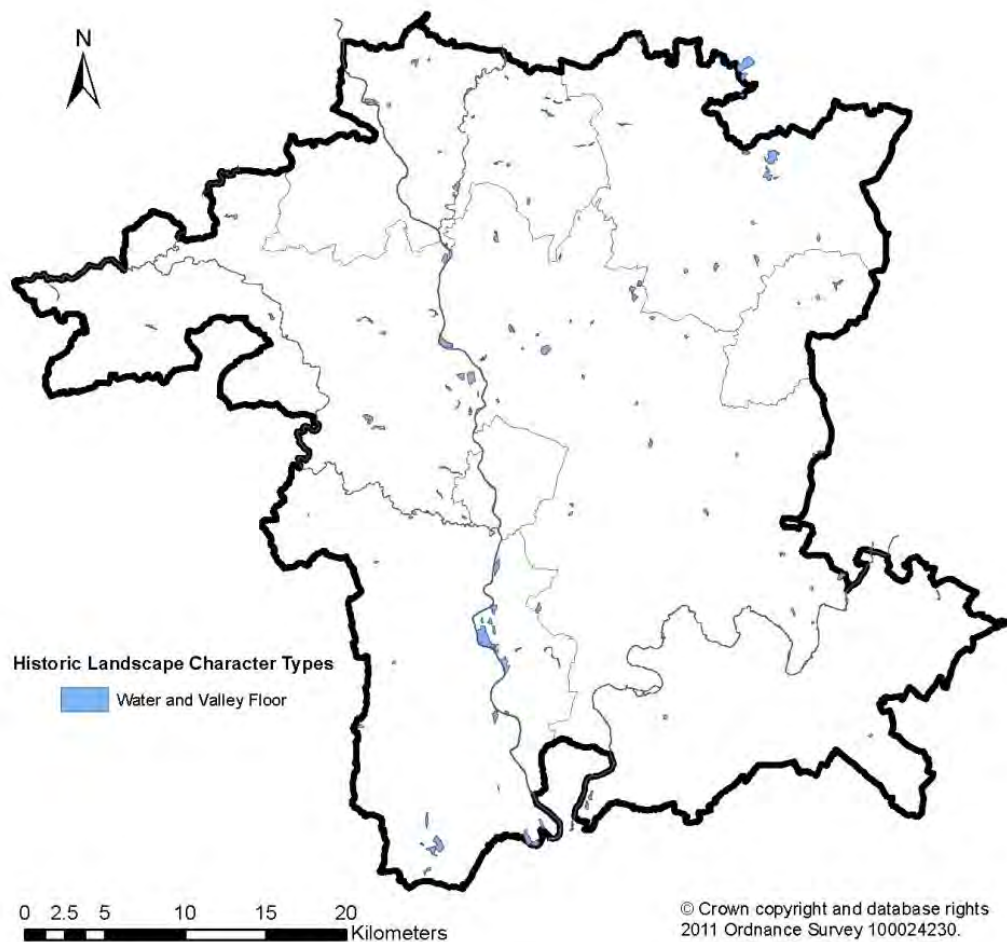 N
Historic Landscape Character Types
Water and Valley Floor
0 2.5 5 10 15 20
Kilometers
© Crown copyright and database rights
2011 Ordnance Survey 100024230.